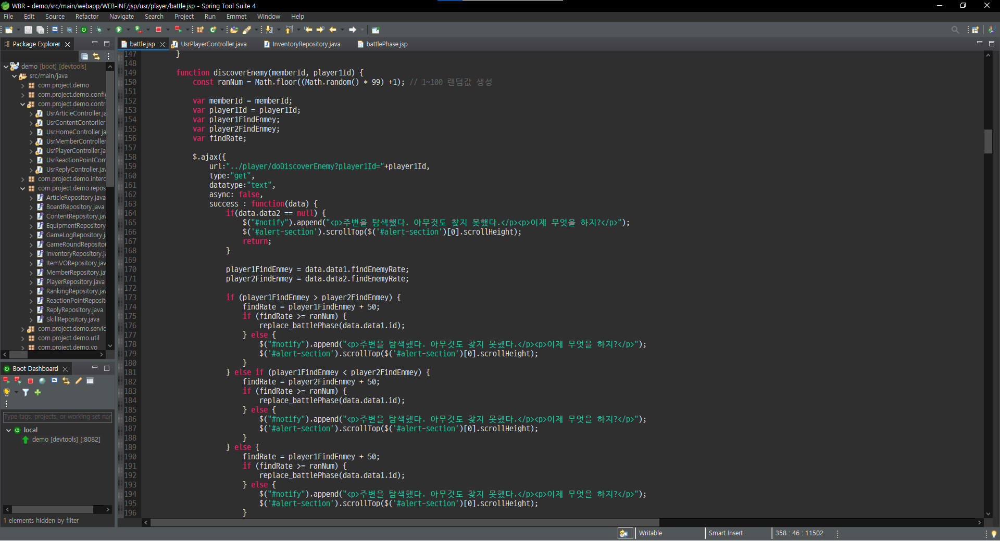 WBR - demo/src/main/webapp/WEB-INF/jsp/usr/player/battle.jsp - Spring Tool Suite 4
File Edit Source Refactor Navigate Search Project Run Emmet Window Help
Package Explorer
battle.jsp
UsrPlayerController.java
InventoryRepository.java
battlePhase.jsp
demo [boot] [devtools]
src/main/java
com.project.demo
com.project.demo.confi
com.project.demo.contr
UsrArticleController.ja
UsrContentContorller
UsrHomeController.ja
UsrMemberController
UsrPlayerController.ja
UsrReactionPointCon
UsrReplyController.jav
com.project.demo.interc
com.project.demo.repos
ArticleRepository.java
BoardRepository.java
ContentRepository.jav
EquipmentRepository
GameLogRepository.j
GameRoundRepositor
InventoryRepository.ja
ItemVORepository.jav
MemberRepository.jav
PlayerRepository.java
RankingRepository.jav
ReactionPointReposit
ReplyRepository.java
SkillRepository.java
com.project.demo.servic
com.project.demo.util
com.project.demo.vo
Boot Dashboard
Type tags, projects, or working set nar
local
demo [devtools] [:8082]
1 elements hidden by filter
147 }
148
149 function discoverEnemy(memberId, player1Id) {
150 const ranNum = Math.floor((Math.random() * 99) +1); // 1~100 랜덤값 생성
151
152 var memberId = memberId;
153 var player1Id = player1Id;
154 var player1FindEnmey;
155 var player2FindEnmey;
156 var findRate;
157
158 $.ajax({
159 url:"../player/doDiscoverEnemy?player1Id="+player1Id,
160 type:"get",
161 datatype:"text",
162 async: false,
163 success : function(data) {
164 if(data.data2 == null) {
165 $("#notify").append("<p>주변을 탐색했다. 아무것도 찾지 못했다.</p><p>이제 무엇을 하지?</p>");
166 $('#alert-section').scrollTop($('#alert-section')[0].scrollHeight);
167 return;
168 }
169
170 player1FindEnmey = data.data1.findEnemyRate;
171 player2FindEnmey = data.data2.findEnemyRate;
172
173 if (player1FindEnmey > player2FindEnmey) {
174 findRate = player1FindEnmey + 50;
175 if (findRate >= ranNum) {
176 replace_battlePhase(data.data1.id);
177 } else {
178 $("#notify").append("<p>주변을 탐색했다. 아무것도 찾지 못했다.</p><p>이제 무엇을 하지?</p>");
179 $('#alert-section').scrollTop($('#alert-section')[0].scrollHeight);
180 }
181 } else if (player1FindEnmey < player2FindEnmey) {
182 findRate = player2FindEnmey + 50;
183 if (findRate >= ranNum) {
184 replace_battlePhase(data.data1.id);
185 } else {
186 $("#notify").append("<p>주변을 탐색했다. 아무것도 찾지 못했다.</p><p>이제 무엇을 하지?</p>");
187 $('#alert-section').scrollTop($('#alert-section')[0].scrollHeight);
188 }
189 } else {
190 findRate = player1FindEnmey + 50;
191 if (findRate >= ranNum) {
192 replace_battlePhase(data.data1.id);
193 } else {
194 $("#notify").append("<p>주변을 탐색했다. 아무것도 찾지 못했다.</p><p>이제 무엇을 하지?</p>");
195 $('#alert-section').scrollTop($('#alert-section')[0].scrollHeight);
196 }
Writable
Smart Insert
358 : 46 : 11502